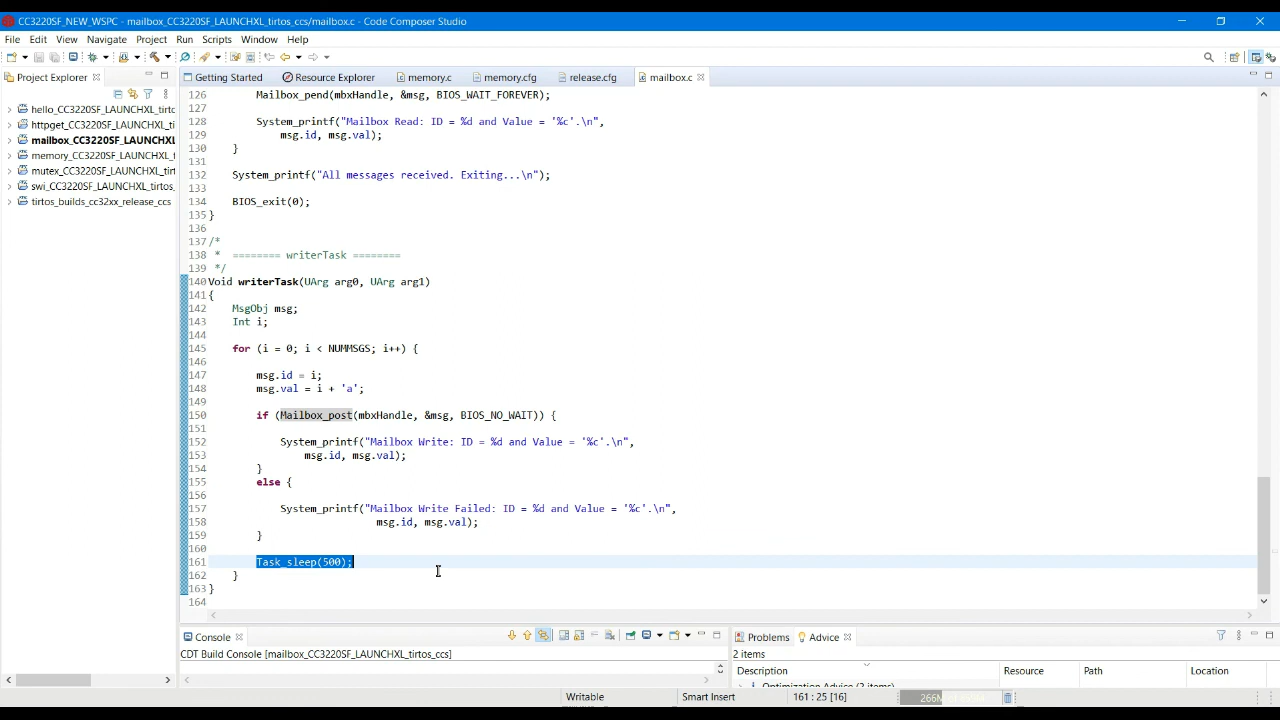 CC3220SF_NEW_WSPC - mailbox_CC3220SF_LAUNCHXL_tirtos_ccs/mailbox.c - Code Composer Studio
File Edit View Navigate Project Run Scripts Window Help
Project Explorer
Getting Started Resource Explorer memory.c memory.cfg release.cfg mailbox.c
hello_CC3220SF_LAUNCHXL_tirtc
httpget_CC3220SF_LAUNCHXL_ti
mailbox_CC3220SF_LAUNCHXL
memory_CC3220SF_LAUNCHXL_t
mutex_CC3220SF_LAUNCHXL_tirt
swi_CC3220SF_LAUNCHXL_tirtos_
tirtos_builds_cc32xx_release_ccs
126 Mailbox_pend(mbxHandle, &msg, BIOS_WAIT_FOREVER);
127
128 System_printf("Mailbox Read: ID = %d and Value = '%c'.\n",
129 msg.id, msg.val);
130 }
131
132 System_printf("All messages received. Exiting...\n");
133
134 BIOS_exit(0);
135 }
136
137 /*
138 * ======== writerTask ========
139 */
140 Void writerTask(UArg arg0, UArg arg1)
141 {
142 MsgObj msg;
143 Int i;
144
145 for (i = 0; i < NUMMSGS; i++) {
146
147 msg.id = i;
148 msg.val = i + 'a';
149
150 if (Mailbox_post(mbxHandle, &msg, BIOS_NO_WAIT)) {
151
152 System_printf("Mailbox Write: ID = %d and Value = '%c'.\n",
153 msg.id, msg.val);
154 }
155 else {
156
157 System_printf("Mailbox Write Failed: ID = %d and Value = '%c'.\n",
158 msg.id, msg.val);
159 }
160
161 Task_sleep(500);
162 }
163 }
164
Console
CDT Build Console [mailbox_CC3220SF_LAUNCHXL_tirtos_ccs]
Problems Advice
2 items
Description Resource Path Location
Optimization Advice (2 items)
Writable Smart Insert 161 : 25 [16]